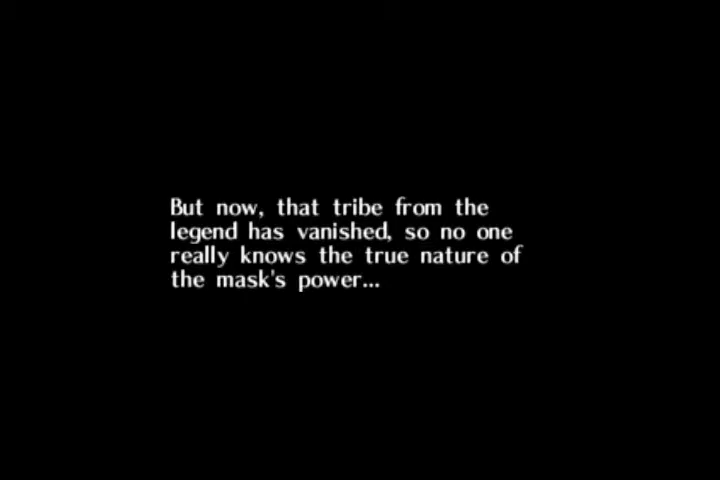 But now, that tribe from the
legend has vanished, so no one
really knows the true nature of
the mask's power...